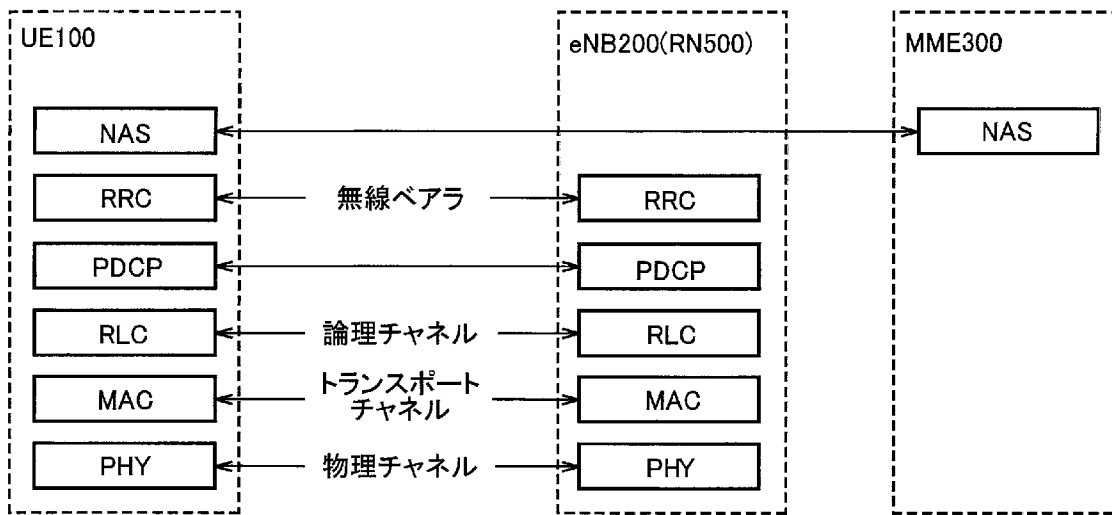 UE100
eNB200(RN500)
MME300
NAS
NAS
RRC
無線ベアラ
RRC
PDCP
PDCP
RLC
論理チャネル
RLC
MAC
トランスポート
チャネル
MAC
PHY
物理チャネル
PHY